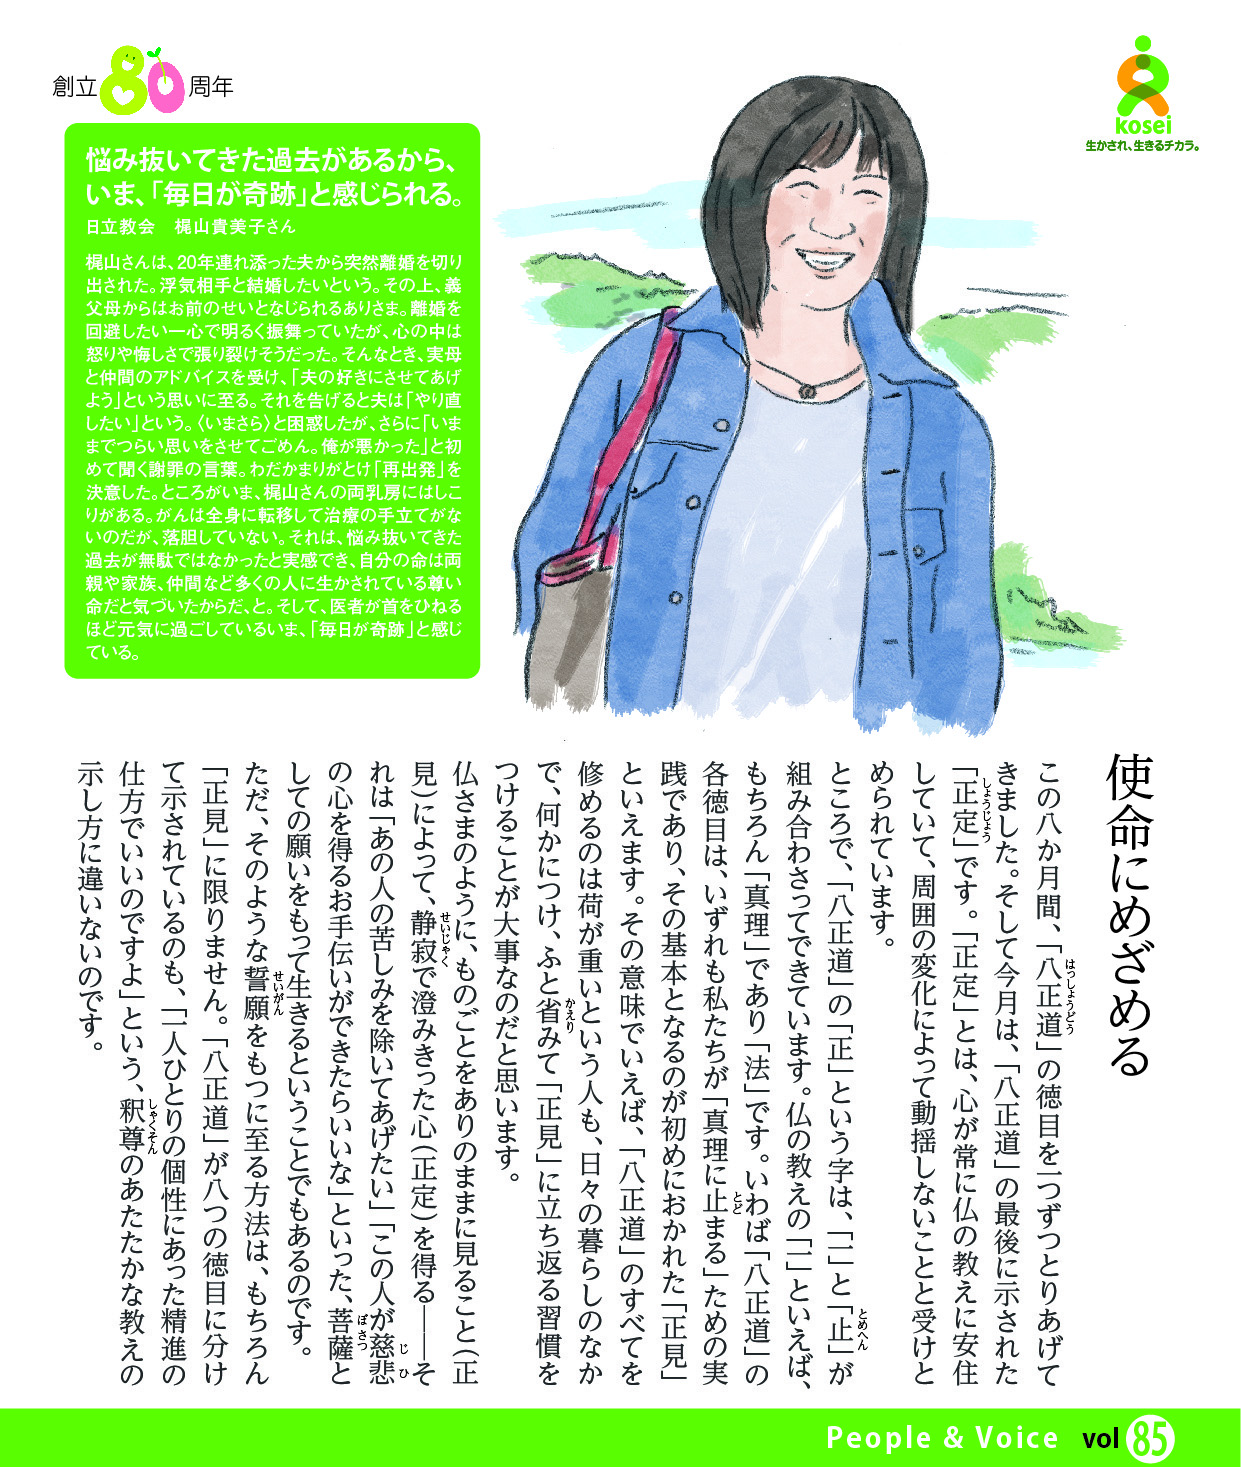 創立80周年
kosei
生かされ、生きるチカラ。
悩み抜いてきた過去があるから、
いま、「毎日が奇跡」と感じられる。
日立教会　梶山貴美子さん
梶山さんは、20年連れ添った夫から突然離婚を切り
出された。浮気相手と結婚したいという。その上、義
父母からはお前のせいとなじられるありさま。離婚を
回避したい一心で明るく振舞っていたが、心の中は
怒りや悔しさで張り裂けそうだった。そんなとき、実母
と仲間のアドバイスを受け、「夫の好きにさせてあげ
よう」という思いに至る。それを告げると夫は「やり直
したい」という。〈いまさら〉と困惑したが、さらに「いま
までつらい思いをさせてごめん。俺が悪かった」と初
めて聞く謝罪の言葉。わだかまりがとけ「再出発」を
決意した。ところがいま、梶山さんの両乳房にはしこ
りがある。がんは全身に転移して治療の手立てがな
いのだが、落胆していない。それは、悩み抜いてきた
過去が無駄ではなかったと実感でき、自分の命は両
親や家族、仲間など多くの人に生かされている尊い
命だと気づいたからだ、と。そして、医者が首をひねる
ほど元気に過ごしているいま、「毎日が奇跡」と感じ
ている。
使命にめざめる
この八か月間、「八正道」の徳目を一つずつとりあげて
はっしょうどう
きました。そして今月は、「八正道」の最後に示された
「正定」です。「正定」とは、心が常に仏の教えに安住
しょうじょう
していて、周囲の変化によって動揺しないことと受けと
められています。
ところで、「八正道」の「正」という字は、「一」と「止」が
とめへん
組み合わさってできています。仏の教えの「一」といえば、
もちろん「真理」であり「法」です。いわば「八正道」の
各徳目は、いずれも私たちが「真理に止まる」ための実
とど
践であり、その基本となるのが初めにおかれた「正見」
といえます。その意味でいえば、「八正道」のすべてを
修めるのは荷が重いという人も、日々の暮らしのなか
で、何かにつけ、ふと省みて「正見」に立ち返る習慣を
かえり
つけることが大事なのだと思います。
仏さまのように、ものごとをありのままに見ること（正
見）によって、静寂で澄みきった心（正定）を得る――そ
せいじゃく
れは「あの人の苦しみを除いてあげたい」「この人が慈悲
じひ
の心を得るお手伝いができたらいいな」といった、菩薩と
ぼさつ
しての願いをもって生きるということでもあるのです。
ただ、そのような誓願をもつに至る方法は、もちろん
せいがん
「正見」に限りません。「八正道」が八つの徳目に分け
て示されているのも、「一人ひとりの個性にあった精進の
仕方でいいのですよ」という、釈尊のあたたかな教えの
しゃくそん
示し方に違いないのです。
People & Voice vol 85